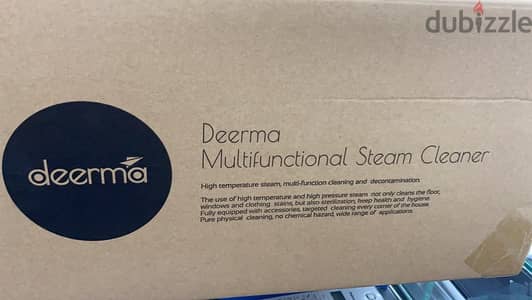 dubizzle
deerma
Deerma
Multifunctional Steam Cleaner
High temperature steam, multi-function cleaning and decontamination.
The use of high temperature and high pressure steam not only cleans the floor,
windows and clothing stains, but also sterilization, keep health and hygiene.
Fully equipped with accessories, targeted cleaning every corner of the house.
Pure physical cleaning, no chemical hazard, wide range of applications.